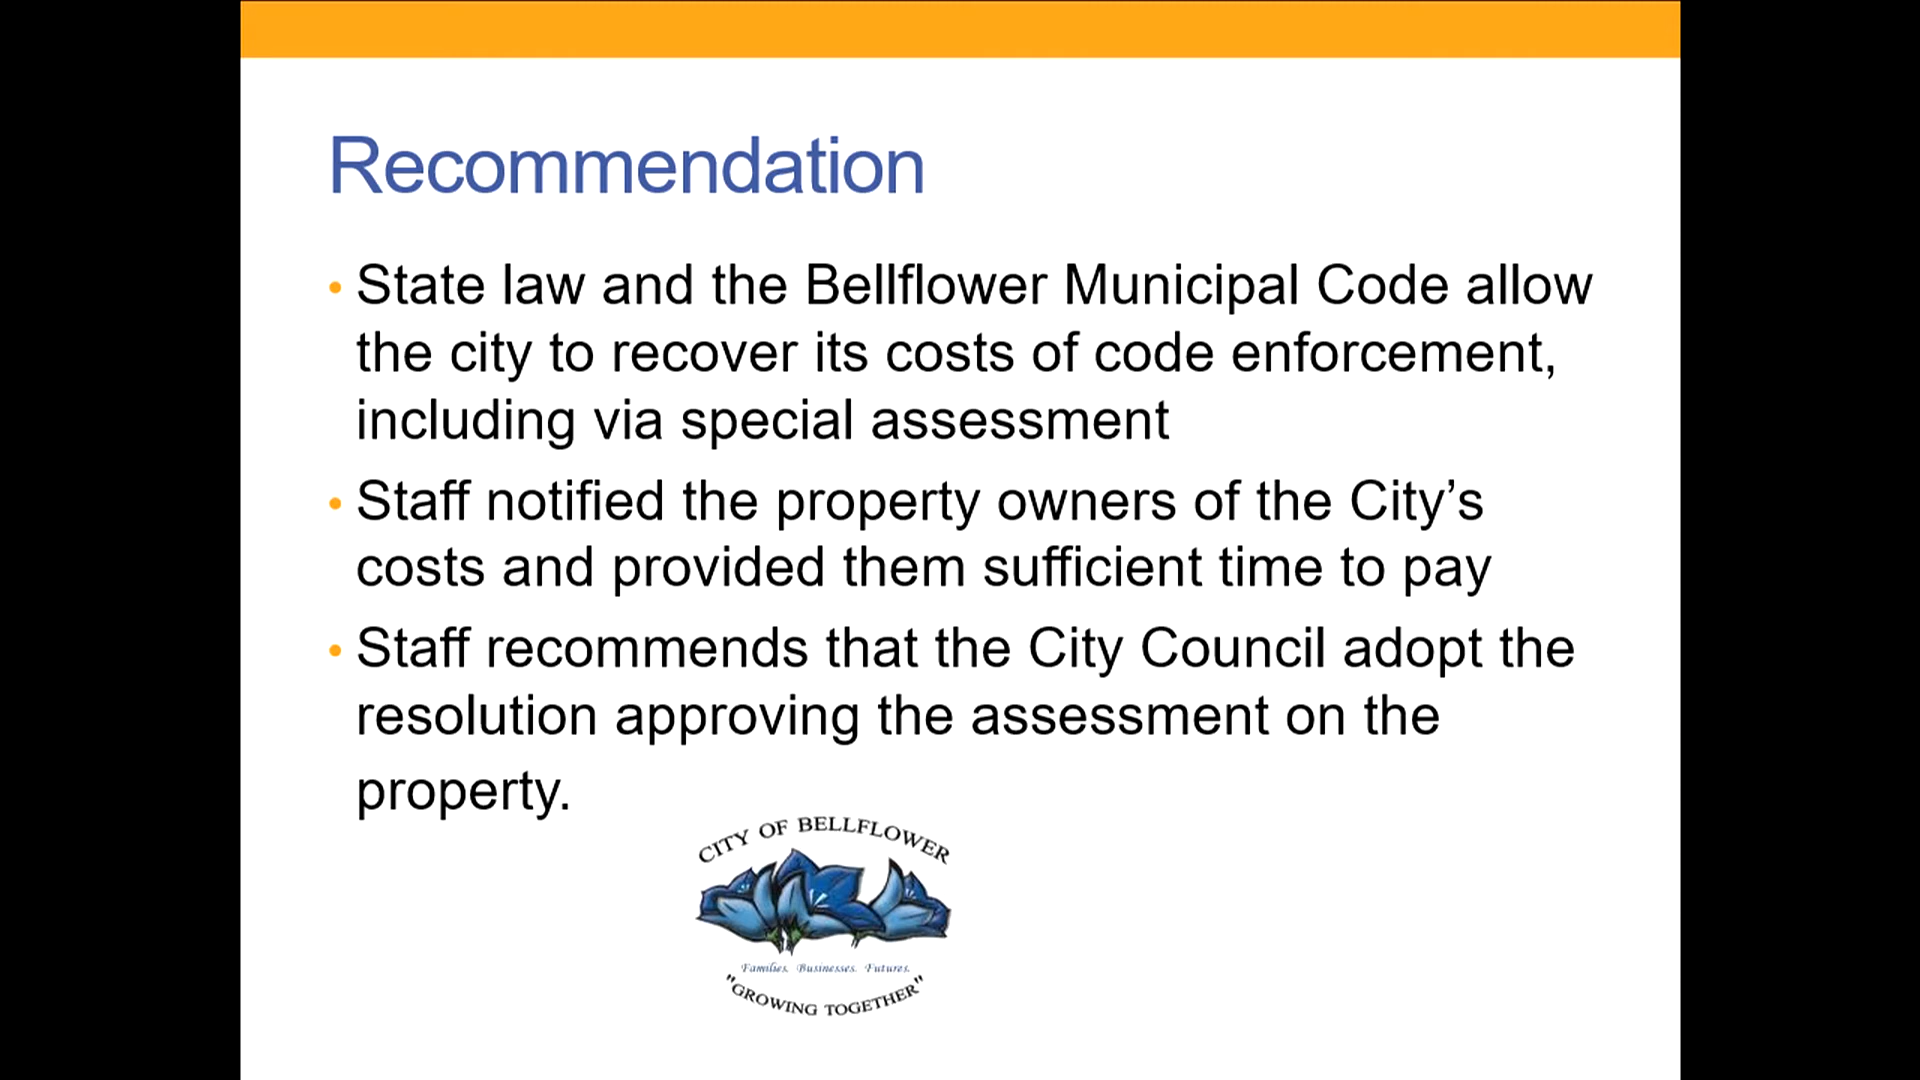 Recommendation
• State law and the Bellflower Municipal Code allow
the city to recover its costs of code enforcement,
including via special assessment
• Staff notified the property owners of the City’s
costs and provided them sufficient time to pay
• Staff recommends that the City Council adopt the
resolution approving the assessment on the
property.
CITY OF BELLFLOWER
Families. Businesses. Futures.
"GROWING TOGETHER"